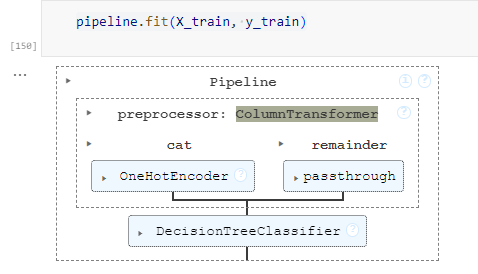 pipeline.fit(X_train, y_train)
[150]
...
Pipeline
i ?
preprocessor: ColumnTransformer
?
cat
remainder
OneHotEncoder ?
passthrough
DecisionTreeClassifier ?